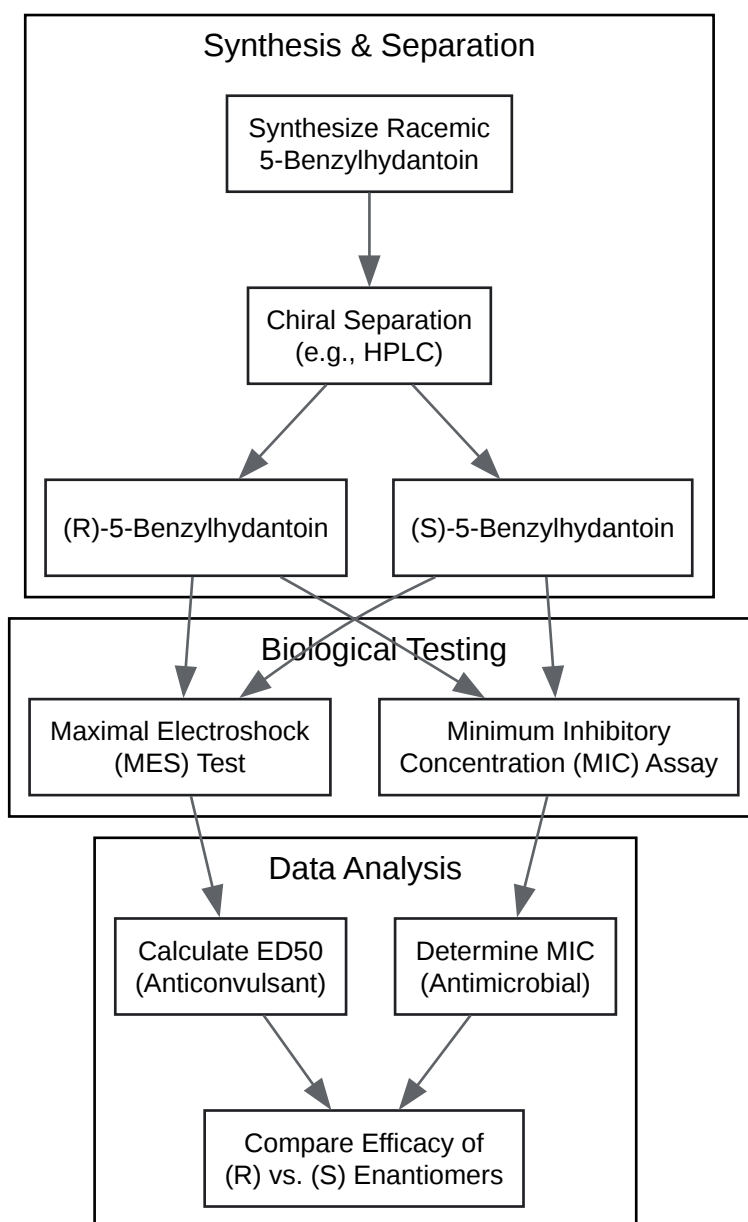 Synthesis & Separation
Synthesize Racemic
5-Benzylhydantoin
Chiral Separation
(e.g., HPLC)
(R)-5-Benzylhydantoin
(S)-5-Benzylhydantoin
Biological Testing
Maximal Electroshock
(MES) Test
Minimum Inhibitory
Concentration (MIC) Assay
Data Analysis
Calculate ED50
(Anticonvulsant)
Determine MIC
(Antimicrobial)
Compare Efficacy of
(R) vs. (S) Enantiomers